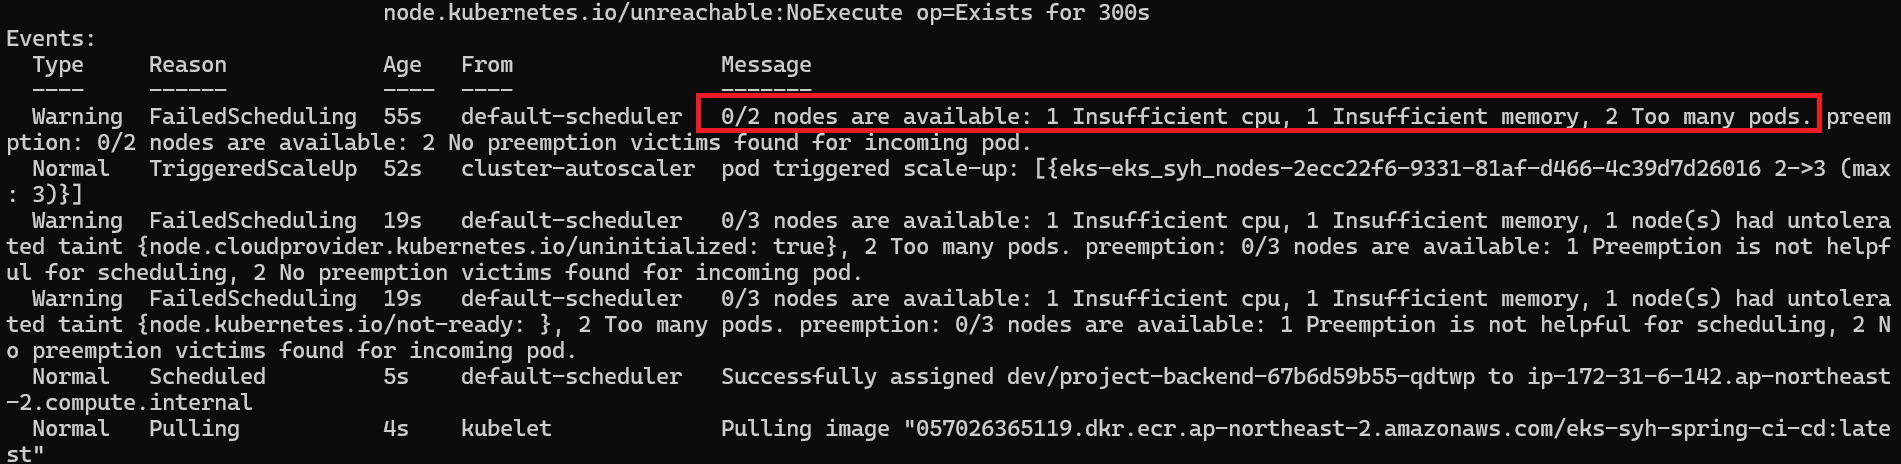 node.kubernetes.io/unreachable:NoExecute op=Exists for 300s
Events:
  Type     Reason            Age   From                Message
  ----     ------            ----  ----                -------
  Warning  FailedScheduling  55s   default-scheduler   0/2 nodes are available: 1 Insufficient cpu, 1 Insufficient memory, 2 Too many pods. preem
ption: 0/2 nodes are available: 2 No preemption victims found for incoming pod.
  Normal   TriggeredScaleUp  52s   cluster-autoscaler  pod triggered scale-up: [{eks-eks_syh_nodes-2ecc22f6-9331-81af-d466-4c39d7d26016 2->3 (max
: 3)}]
  Warning  FailedScheduling  19s   default-scheduler   0/3 nodes are available: 1 Insufficient cpu, 1 Insufficient memory, 1 node(s) had untolera
ted taint {node.cloudprovider.kubernetes.io/uninitialized: true}, 2 Too many pods. preemption: 0/3 nodes are available: 1 Preemption is not helpf
ul for scheduling, 2 No preemption victims found for incoming pod.
  Warning  FailedScheduling  19s   default-scheduler   0/3 nodes are available: 1 Insufficient cpu, 1 Insufficient memory, 1 node(s) had untolera
ted taint {node.kubernetes.io/not-ready: }, 2 Too many pods. preemption: 0/3 nodes are available: 1 Preemption is not helpful for scheduling, 2 N
o preemption victims found for incoming pod.
  Normal   Scheduled         5s    default-scheduler   Successfully assigned dev/project-backend-67b6d59b55-qdtwp to ip-172-31-6-142.ap-northeast
-2.compute.internal
  Normal   Pulling           4s    kubelet             Pulling image "057026365119.dkr.ecr.ap-northeast-2.amazonaws.com/eks-syh-spring-ci-cd:late
st"